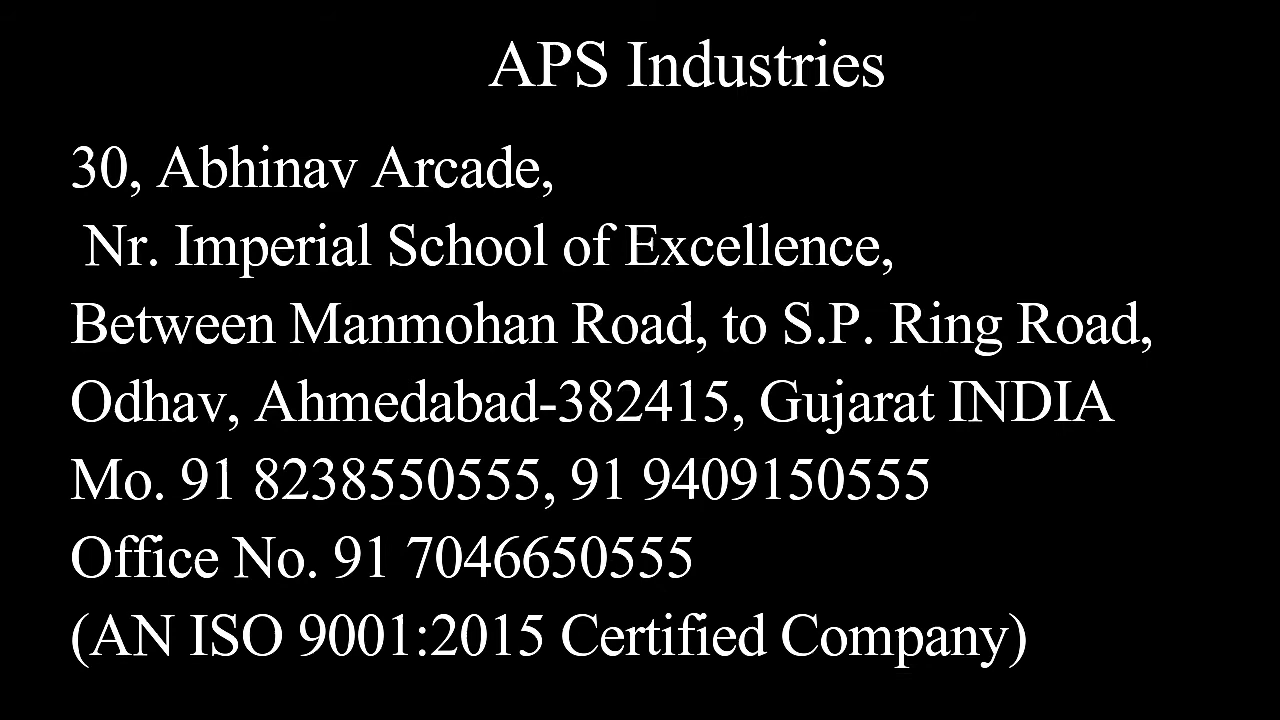 APS Industries
30, Abhinav Arcade,
Nr. Imperial School of Excellence,
Between Manmohan Road, to S.P. Ring Road,
Odhav, Ahmedabad-382415, Gujarat INDIA
Mo. 91 8238550555, 91 9409150555
Office No. 91 7046650555
(AN ISO 9001:2015 Certified Company)